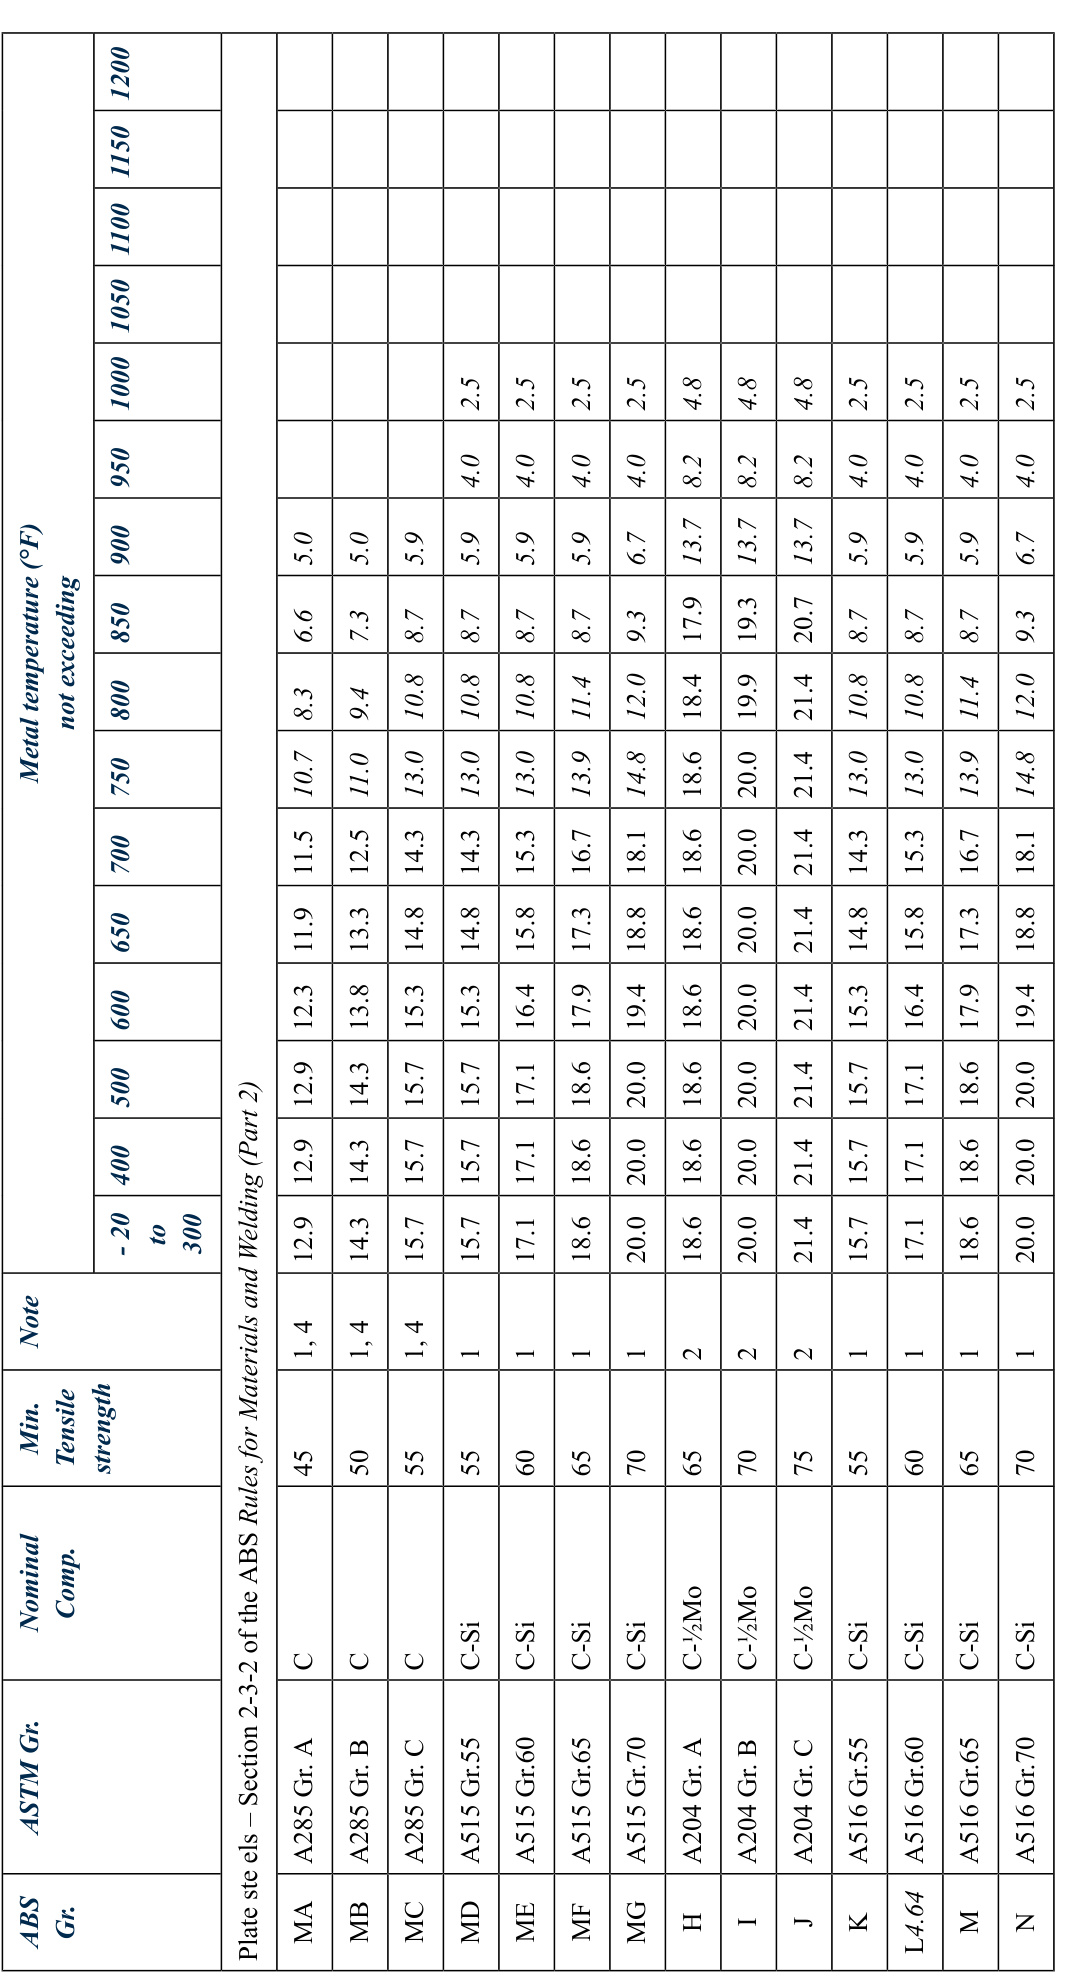 ABS Gr. ASTM Gr. Nominal Comp. Min. Tensile strength Note Metal temperature (°F) not exceeding
- 20 to 300 400 500 600 650 700 750 800 850 900 950 1000 1050 1100 1150 1200
Plate ste els – Section 2-3-2 of the ABS Rules for Materials and Welding (Part 2)
MA A285 Gr. A C 45 1, 4 12.9 12.9 12.9 12.3 11.9 11.5 10.7 8.3 6.6 5.0
MB A285 Gr. B C 50 1, 4 14.3 14.3 14.3 13.8 13.3 12.5 11.0 9.4 7.3 5.0
MC A285 Gr. C C 55 1, 4 15.7 15.7 15.7 15.3 14.8 14.3 13.0 10.8 8.7 5.9
MD A515 Gr.55 C-Si 55 1 15.7 15.7 15.7 15.3 14.8 14.3 13.0 10.8 8.7 5.9 4.0 2.5
ME A515 Gr.60 C-Si 60 1 17.1 17.1 17.1 16.4 15.8 15.3 13.0 10.8 8.7 5.9 4.0 2.5
MF A515 Gr.65 C-Si 65 1 18.6 18.6 18.6 17.9 17.3 16.7 13.9 11.4 8.7 5.9 4.0 2.5
MG A515 Gr.70 C-Si 70 1 20.0 20.0 20.0 19.4 18.8 18.1 14.8 12.0 9.3 6.7 4.0 2.5
H A204 Gr. A C-½Mo 65 2 18.6 18.6 18.6 18.6 18.6 18.6 18.6 18.4 17.9 13.7 8.2 4.8
I A204 Gr. B C-½Mo 70 2 20.0 20.0 20.0 20.0 20.0 20.0 20.0 19.9 19.3 13.7 8.2 4.8
J A204 Gr. C C-½Mo 75 2 21.4 21.4 21.4 21.4 21.4 21.4 21.4 21.4 20.7 13.7 8.2 4.8
K A516 Gr.55 C-Si 55 1 15.7 15.7 15.7 15.3 14.8 14.3 13.0 10.8 8.7 5.9 4.0 2.5
L4.64 A516 Gr.60 C-Si 60 1 17.1 17.1 17.1 16.4 15.8 15.3 13.0 10.8 8.7 5.9 4.0 2.5
M A516 Gr.65 C-Si 65 1 18.6 18.6 18.6 17.9 17.3 16.7 13.9 11.4 8.7 5.9 4.0 2.5
N A516 Gr.70 C-Si 70 1 20.0 20.0 20.0 19.4 18.8 18.1 14.8 12.0 9.3 6.7 4.0 2.5